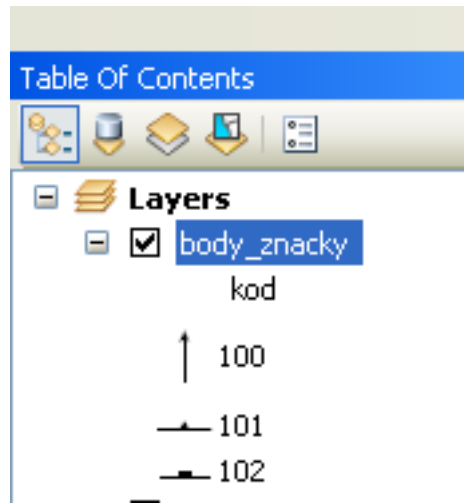 Table Of Contents
Layers
body_znacky
kod
100
101
102